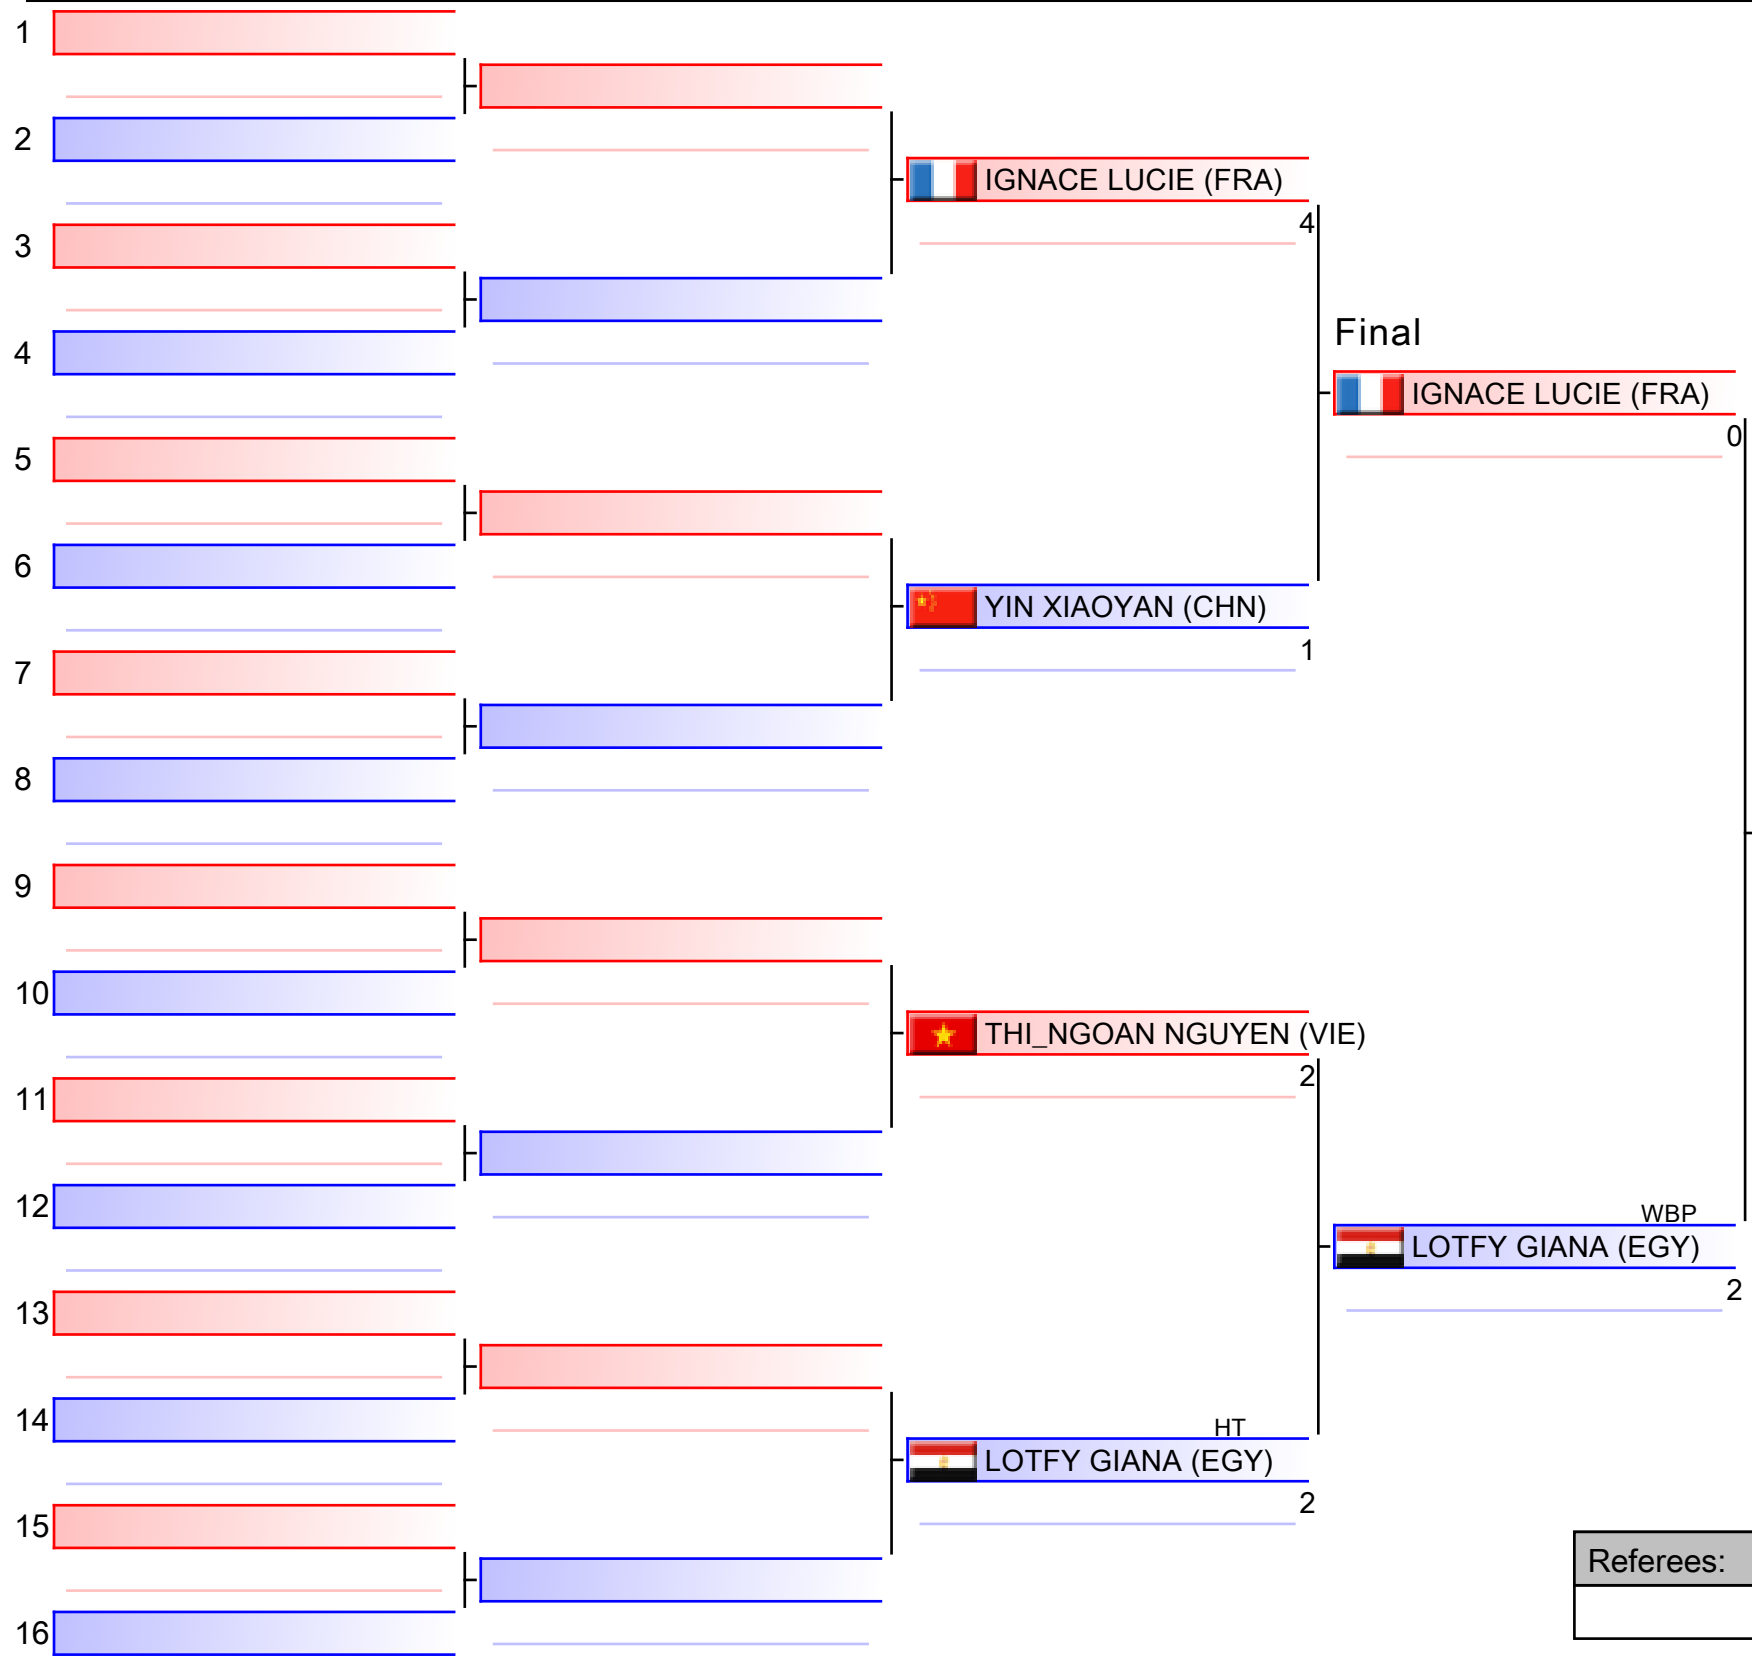 1
2
3
4
5
6
7
8
9
10
11
12
13
14
15
16
IGNACE LUCIE (FRA)
4
YIN XIAOYAN (CHN)
1
THI_NGOAN NGUYEN (VIE)
2
HT
LOTFY GIANA (EGY)
2
Final
IGNACE LUCIE (FRA)
0
WBP
LOTFY GIANA (EGY)
2
Referees: